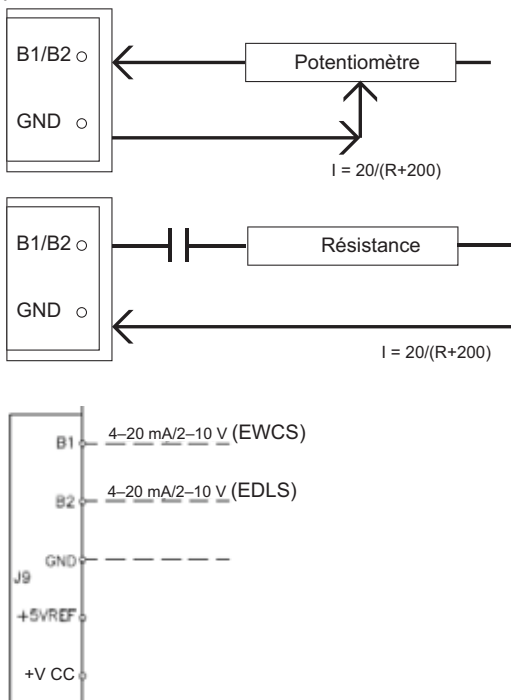 B1/B2
Potentiomètre
GND
I = 20/(R+200)
B1/B2
Résistance
GND
I = 20/(R+200)
B1 4–20 mA/2–10 V (EWCS)
B2 4–20 mA/2–10 V (EDLS)
GND
J9
+5VREF
+V CC